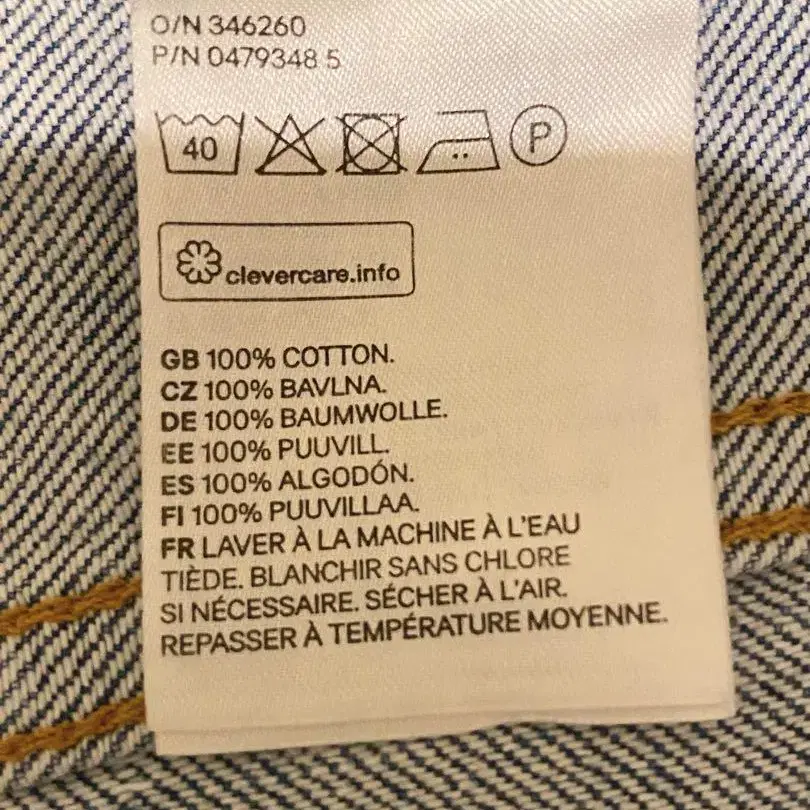 O/N 346260
P/N 0479348 5
40
P
clevercare.info
GB 100% COTTON.
CZ 100% BAVLNA.
DE 100% BAUMWOLLE.
EE 100% PUUVILL.
ES 100% ALGODÓN.
FI 100% PUUVILLAA.
FR LAVER À LA MACHINE À L'EAU
TIÈDE. BLANCHIR SANS CHLORE
SI NÉCESSAIRE. SÉCHER À L'AIR.
REPASSER À TEMPÉRATURE MOYENNE.